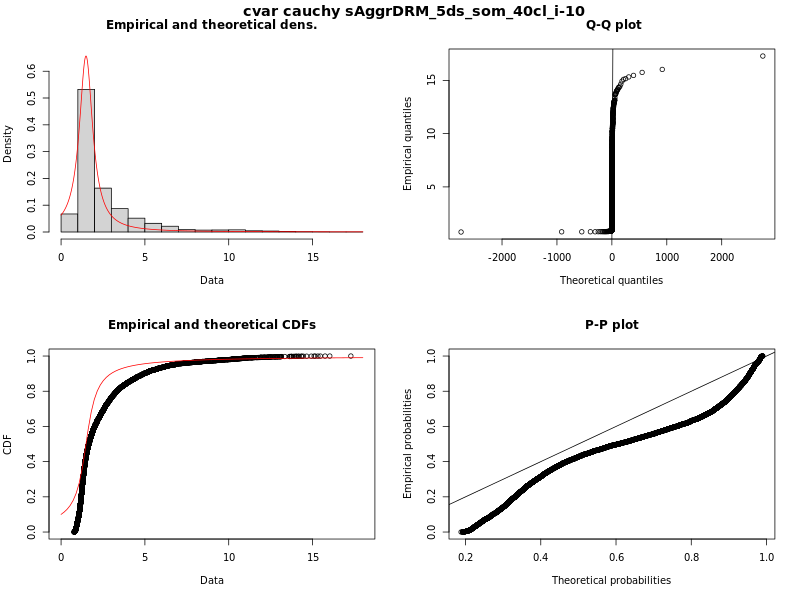 cvar cauchy sAggrDRM_5ds_som_40cl_i-10
Empirical and theoretical dens.
Density
0.0 0.1 0.2 0.3 0.4 0.5 0.6
0 5 10 15
Data
Q-Q plot
Empirical quantiles
5 10 15
-2000 -1000 0 1000 2000
Theoretical quantiles
Empirical and theoretical CDFs
CDF
0.0 0.2 0.4 0.6 0.8 1.0
0 5 10 15
Data
P-P plot
Empirical probabilities
0.0 0.2 0.4 0.6 0.8 1.0
0.2 0.4 0.6 0.8 1.0
Theoretical probabilities